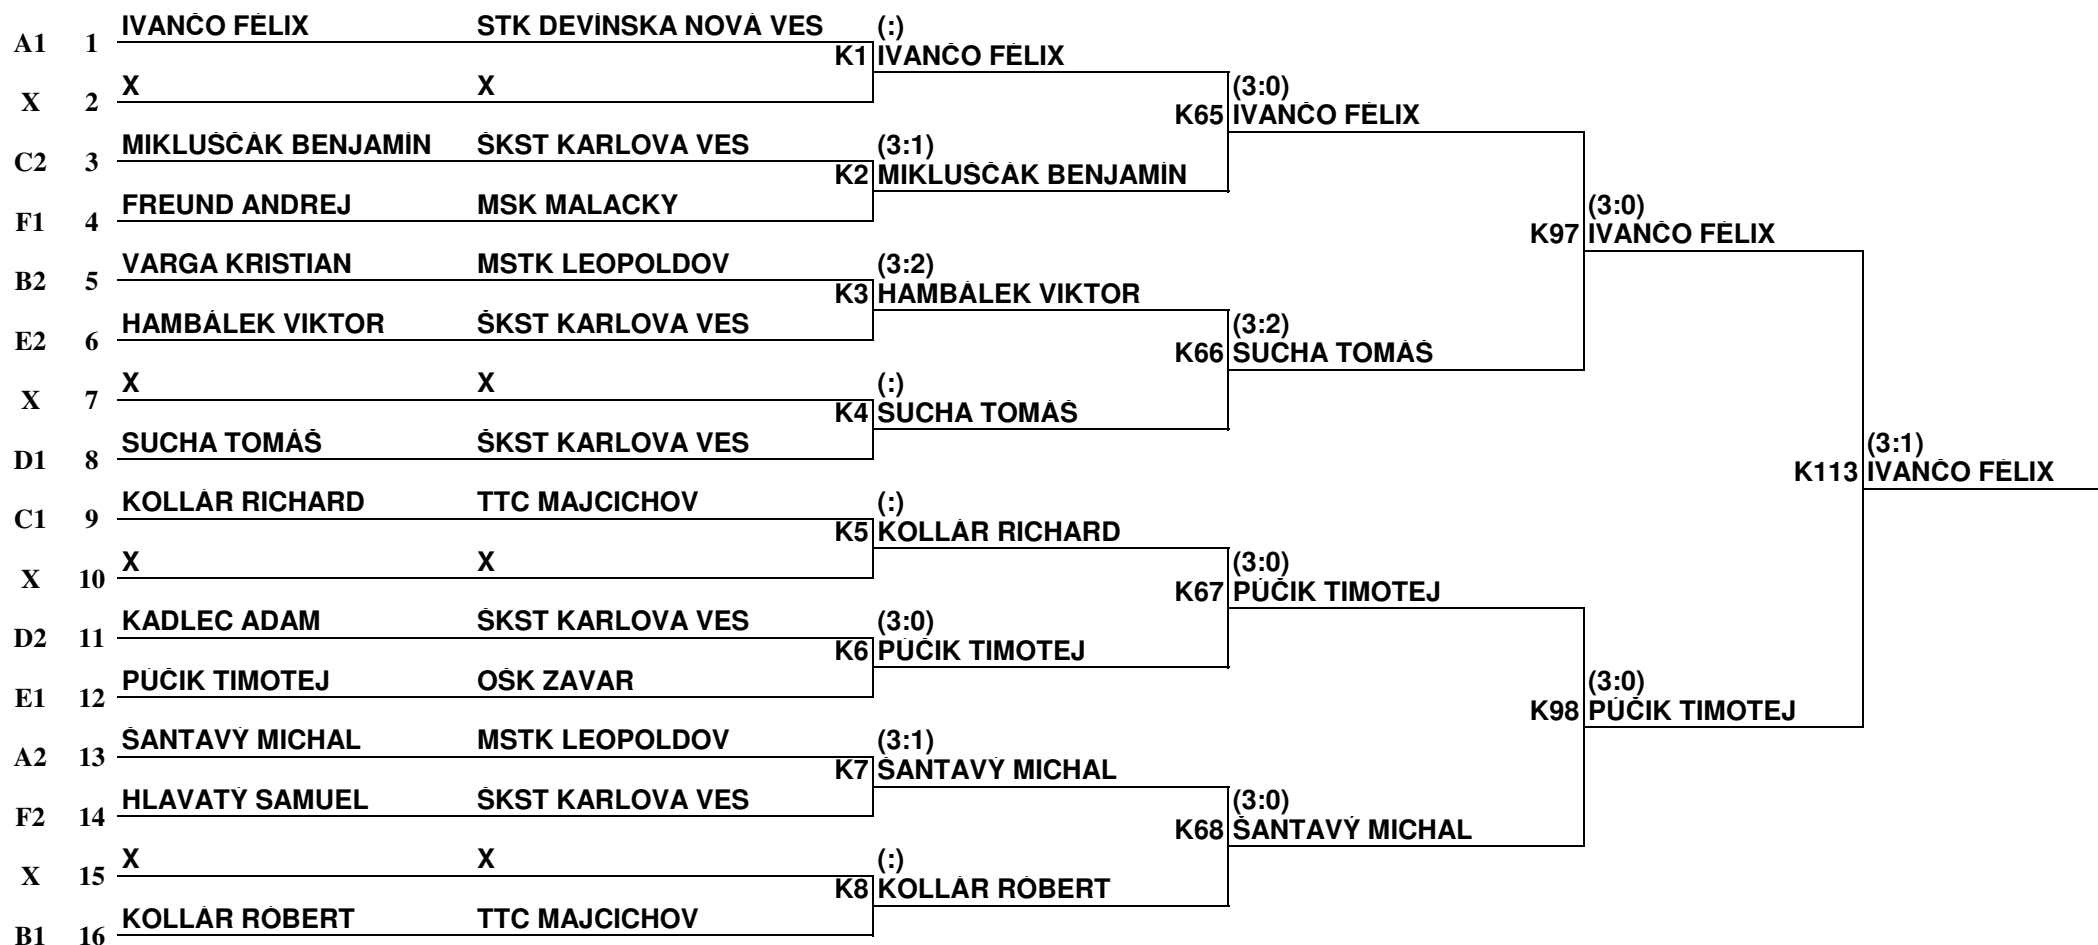 A1 1 IVANČO FÉLIX STK DEVÍNSKA NOVÁ VES (:)
K1 IVANČO FÉLIX
X 2 X X (3:0)
K65 IVANČO FÉLIX
C2 3 MIKLUŠČÁK BENJAMÍN ŠKST KARLOVA VES (3:1)
K2 MIKLUŠČÁK BENJAMÍN
F1 4 FREUND ANDREJ MSK MALACKY (3:0)
K97 IVANČO FÉLIX
B2 5 VARGA KRISTIAN MSTK LEOPOLDOV (3:2)
K3 HAMBÁLEK VIKTOR
E2 6 HAMBÁLEK VIKTOR ŠKST KARLOVA VES (3:2)
K66 SUCHA TOMÁŠ
X 7 X X (:)
K4 SUCHA TOMÁŠ
D1 8 SUCHA TOMÁŠ ŠKST KARLOVA VES (3:1)
K113 IVANČO FÉLIX
C1 9 KOLLÁR RICHARD TTC MAJCICHOV (:)
K5 KOLLÁR RICHARD
X 10 X X (3:0)
K67 PÚČIK TIMOTEJ
D2 11 KADLEC ADAM ŠKST KARLOVA VES (3:0)
K6 PÚČIK TIMOTEJ
E1 12 PÚČIK TIMOTEJ OŠK ZAVAR (3:0)
K98 PÚČIK TIMOTEJ
A2 13 ŠANTAVÝ MICHAL MSTK LEOPOLDOV (3:1)
K7 ŠANTAVÝ MICHAL
F2 14 HLAVATÝ SAMUEL ŠKST KARLOVA VES (3:0)
K68 ŠANTAVÝ MICHAL
X 15 X X (:)
K8 KOLLÁR RÓBERT
B1 16 KOLLÁR RÓBERT TTC MAJCICHOV